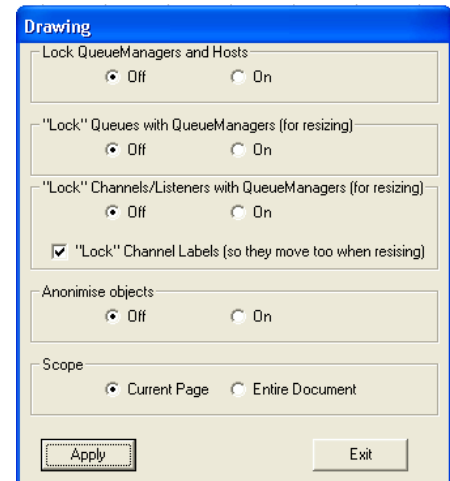 Drawing
Lock QueueManagers and Hosts
Off On
"Lock" Queues with QueueManagers (for resizing)
Off On
"Lock" Channels/Listeners with QueueManagers (for resizing)
Off On
"Lock" Channel Labels (so they move too when resising)
Anonimise objects
Off On
Scope
Current Page Entire Document
Apply Exit